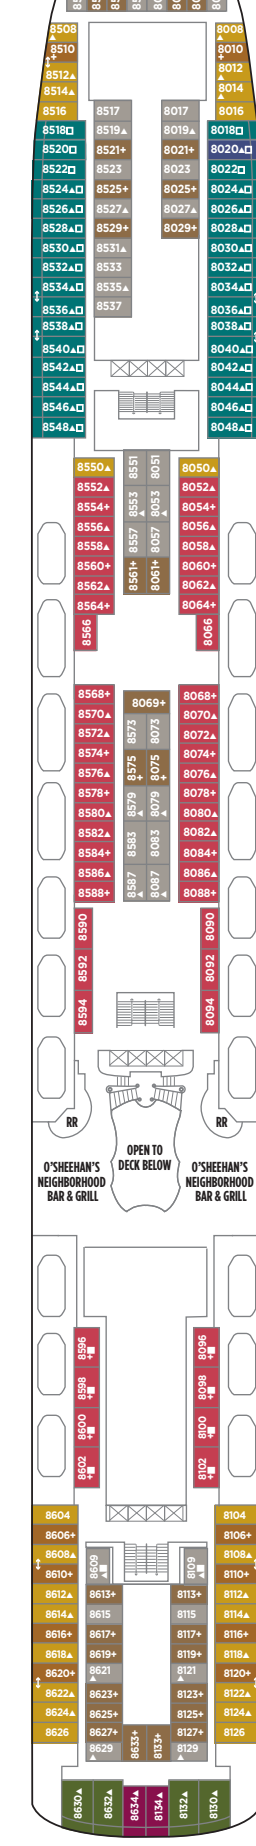 8508 8008
8510+ 8010+
8512▲ 8012▲
8514▲ 8014▲
8516 8517 8017 8016
8518□ 8519▲ 8019▲ 8018□
8520□ 8521+ 8021+ 8020▲□
8522□ 8523 8023 8022□
8524▲□ 8525+ 8025+ 8024▲□
8526▲□ 8527▲ 8027▲ 8026▲□
8528▲□ 8529+ 8029+ 8028▲□
8530▲□ 8531▲ 8030▲□
8532▲□ 8533 8032▲□
8534▲□ 8535▲ 8034▲□
8536▲□ 8537 8036▲□
8538▲□ 8038▲□
8540▲□ 8040▲□
8542▲□ 8042▲□
8544▲□ 8044▲□
8546▲□ 8046▲□
8548▲□ 8048▲□
8550▲ 8551 8051 8050▲
8552▲ 8052▲
8554+ 8553▲ 8053▲ 8054+
8556▲ 8056▲
8558▲ 8557 8057 8058▲
8560+ 8561+ 8061+ 8060+
8562▲ 8062▲
8564+ 8064+
8566 8066
8568+ 8069+ 8068+
8570▲ 8070▲
8572▲ 8573 8073 8072▲
8574+ 8074+
8576▲ 8575+ 8075+ 8076▲
8578+ 8078+
8580▲ 8579▲ 8079▲ 8080▲
8582▲ 8082▲
8584+ 8583 8083 8084+
8586▲ 8086▲
8588+ 8587▲ 8087▲ 8088+
8590 8090
8592 8092
8594 8094
RR RR
OPEN TO
DECK BELOW
O'SHEEHAN'S O'SHEEHAN'S
NEIGHBORHOOD NEIGHBORHOOD
BAR & GRILL BAR & GRILL
8596+■ 8096+■
8598+■ 8098+■
8600+■ 8100+■
8602+■ 8102+■
8604 8104
8606+ 8106+
8608▲ 8609▲■ 8109▲■ 8108▲
8610+ 8110+
8612▲ 8613+ 8113+ 8112▲
8614▲ 8615 8115 8114▲
8616+ 8617+ 8117+ 8116+
8618▲ 8619+ 8119+ 8118▲
8620+ 8621▲ 8121▲ 8120+
8622▲ 8623+ 8123+ 8122▲
8624▲ 8625+ 8125+ 8124▲
8626 8627+ 8633+ 8133+ 8127+ 8126
8629▲ 8129▲
8630▲ 8632▲ 8634▲ 8134▲ 8132▲ 8130▲